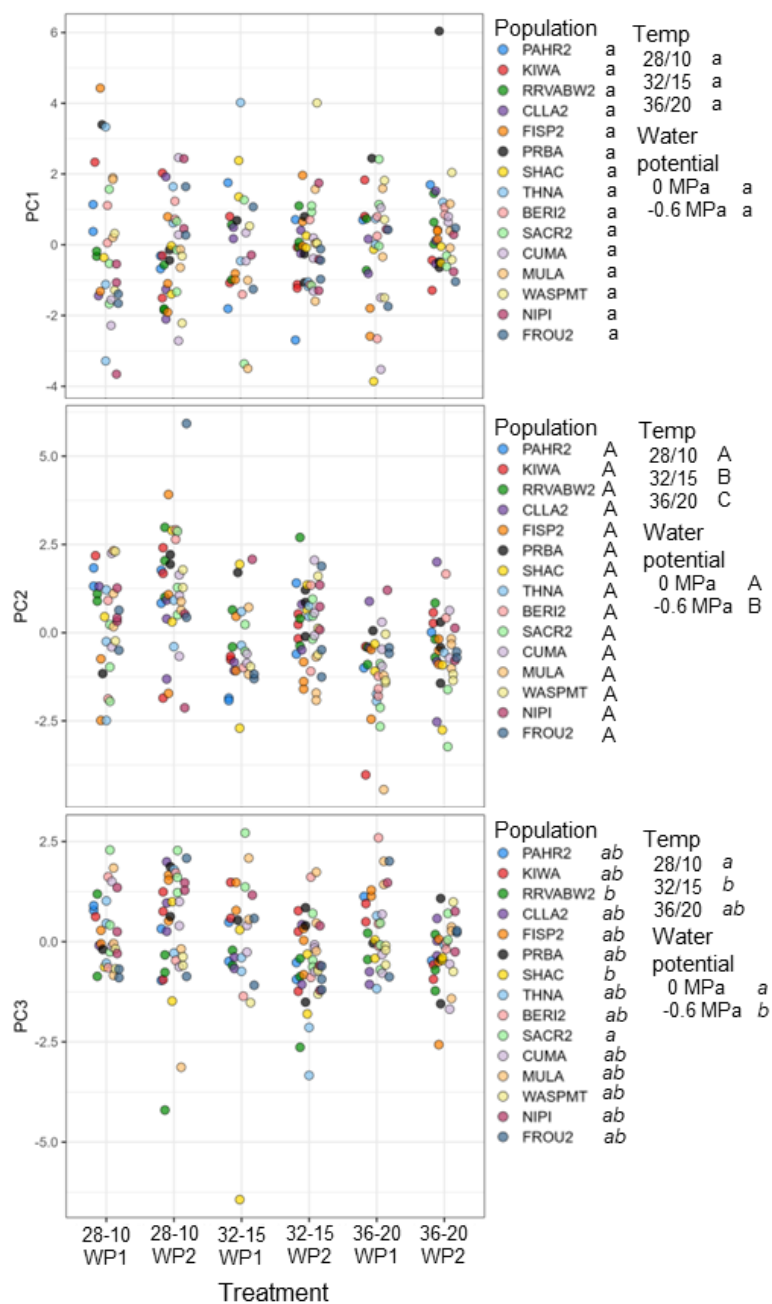 PC1
6
4
2
0
-2
-4
Population
PAHR2 a
KIWA a
RRVABW2 a
CLLA2 a
FISP2 a
PRBA a
SHAC a
THNA a
BERI2 a
SACR2 a
CUMA a
MULA a
WASPMT a
NIPI a
FROU2 a
Temp
28/10 a
32/15 a
36/20 a
Water
potential
0 MPa a
-0.6 MPa a
PC2
5.0
2.5
0.0
-2.5
Population
PAHR2 A
KIWA A
RRVABW2 A
CLLA2 A
FISP2 A
PRBA A
SHAC A
THNA A
BERI2 A
SACR2 A
CUMA A
MULA A
WASPMT A
NIPI A
FROU2 A
Temp
28/10 A
32/15 B
36/20 C
Water
potential
0 MPa A
-0.6 MPa B
PC3
2.5
0.0
-2.5
-5.0
Population
PAHR2 ab
KIWA ab
RRVABW2 b
CLLA2 ab
FISP2 ab
PRBA ab
SHAC b
THNA ab
BERI2 ab
SACR2 a
CUMA ab
MULA ab
WASPMT ab
NIPI ab
FROU2 ab
Temp
28/10 a
32/15 b
36/20 ab
Water
potential
0 MPa a
-0.6 MPa b
28-10 28-10 32-15 32-15 36-20 36-20
WP1 WP2 WP1 WP2 WP1 WP2
Treatment